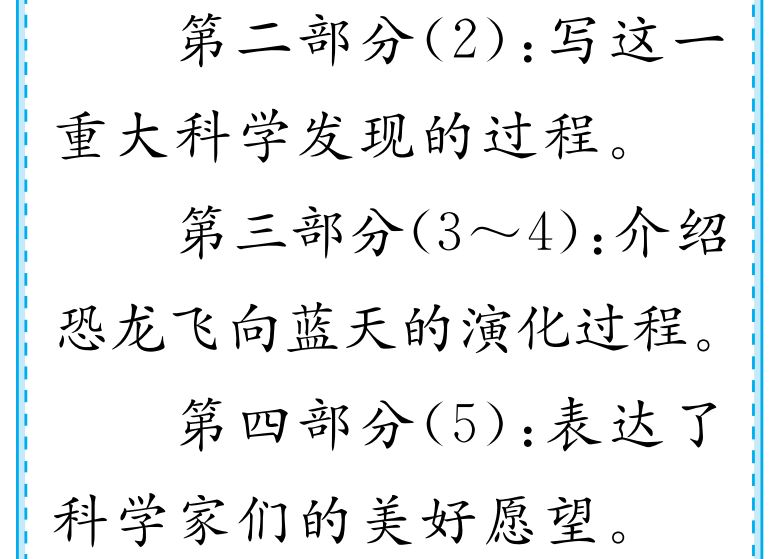 第二部分(2):写这一
重大科学发现的过程。
第三部分(3～4):介绍
恐龙飞向蓝天的演化过程。
第四部分(5):表达了
科学家们的美好愿望。